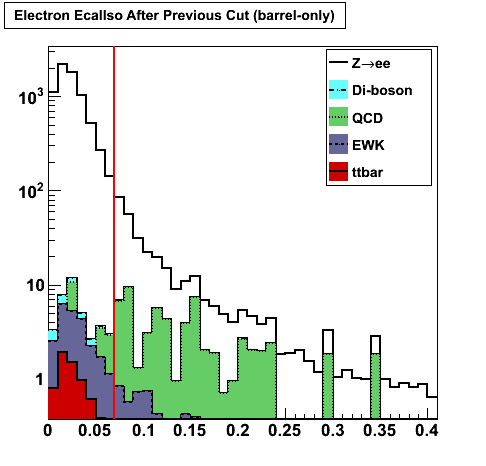 Electron EcalIso After Previous Cut (barrel-only)
Z→ee
Di-boson
QCD
EWK
ttbar
10³
10²
10
1
0 0.05 0.1 0.15 0.2 0.25 0.3 0.35 0.4